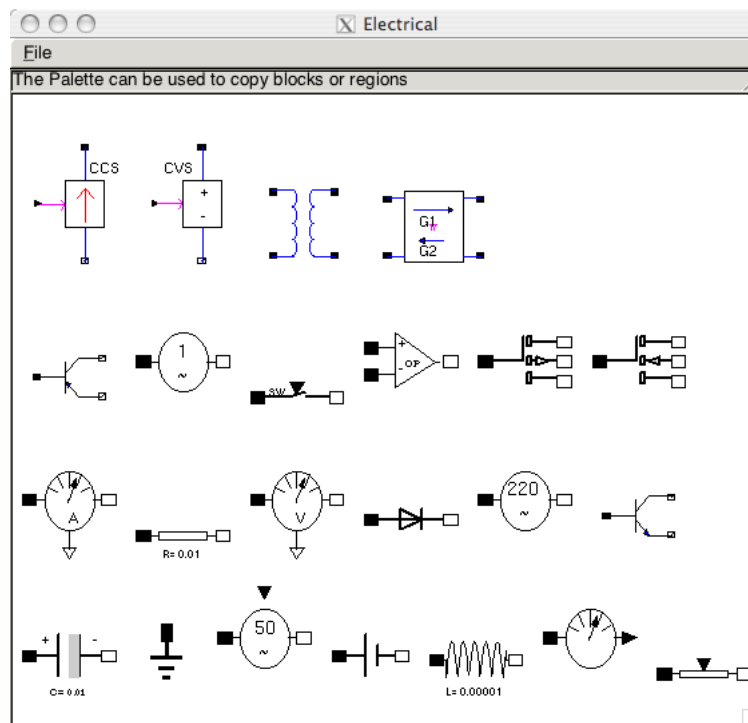 Electrical
File
The Palette can be used to copy blocks or regions
CCS
CVS
+
-
G1
G2
1
~
SW
+
-
OP
A
R= 0.01
V
220
~
+
-
C= 0.01
50
~
L= 0.00001